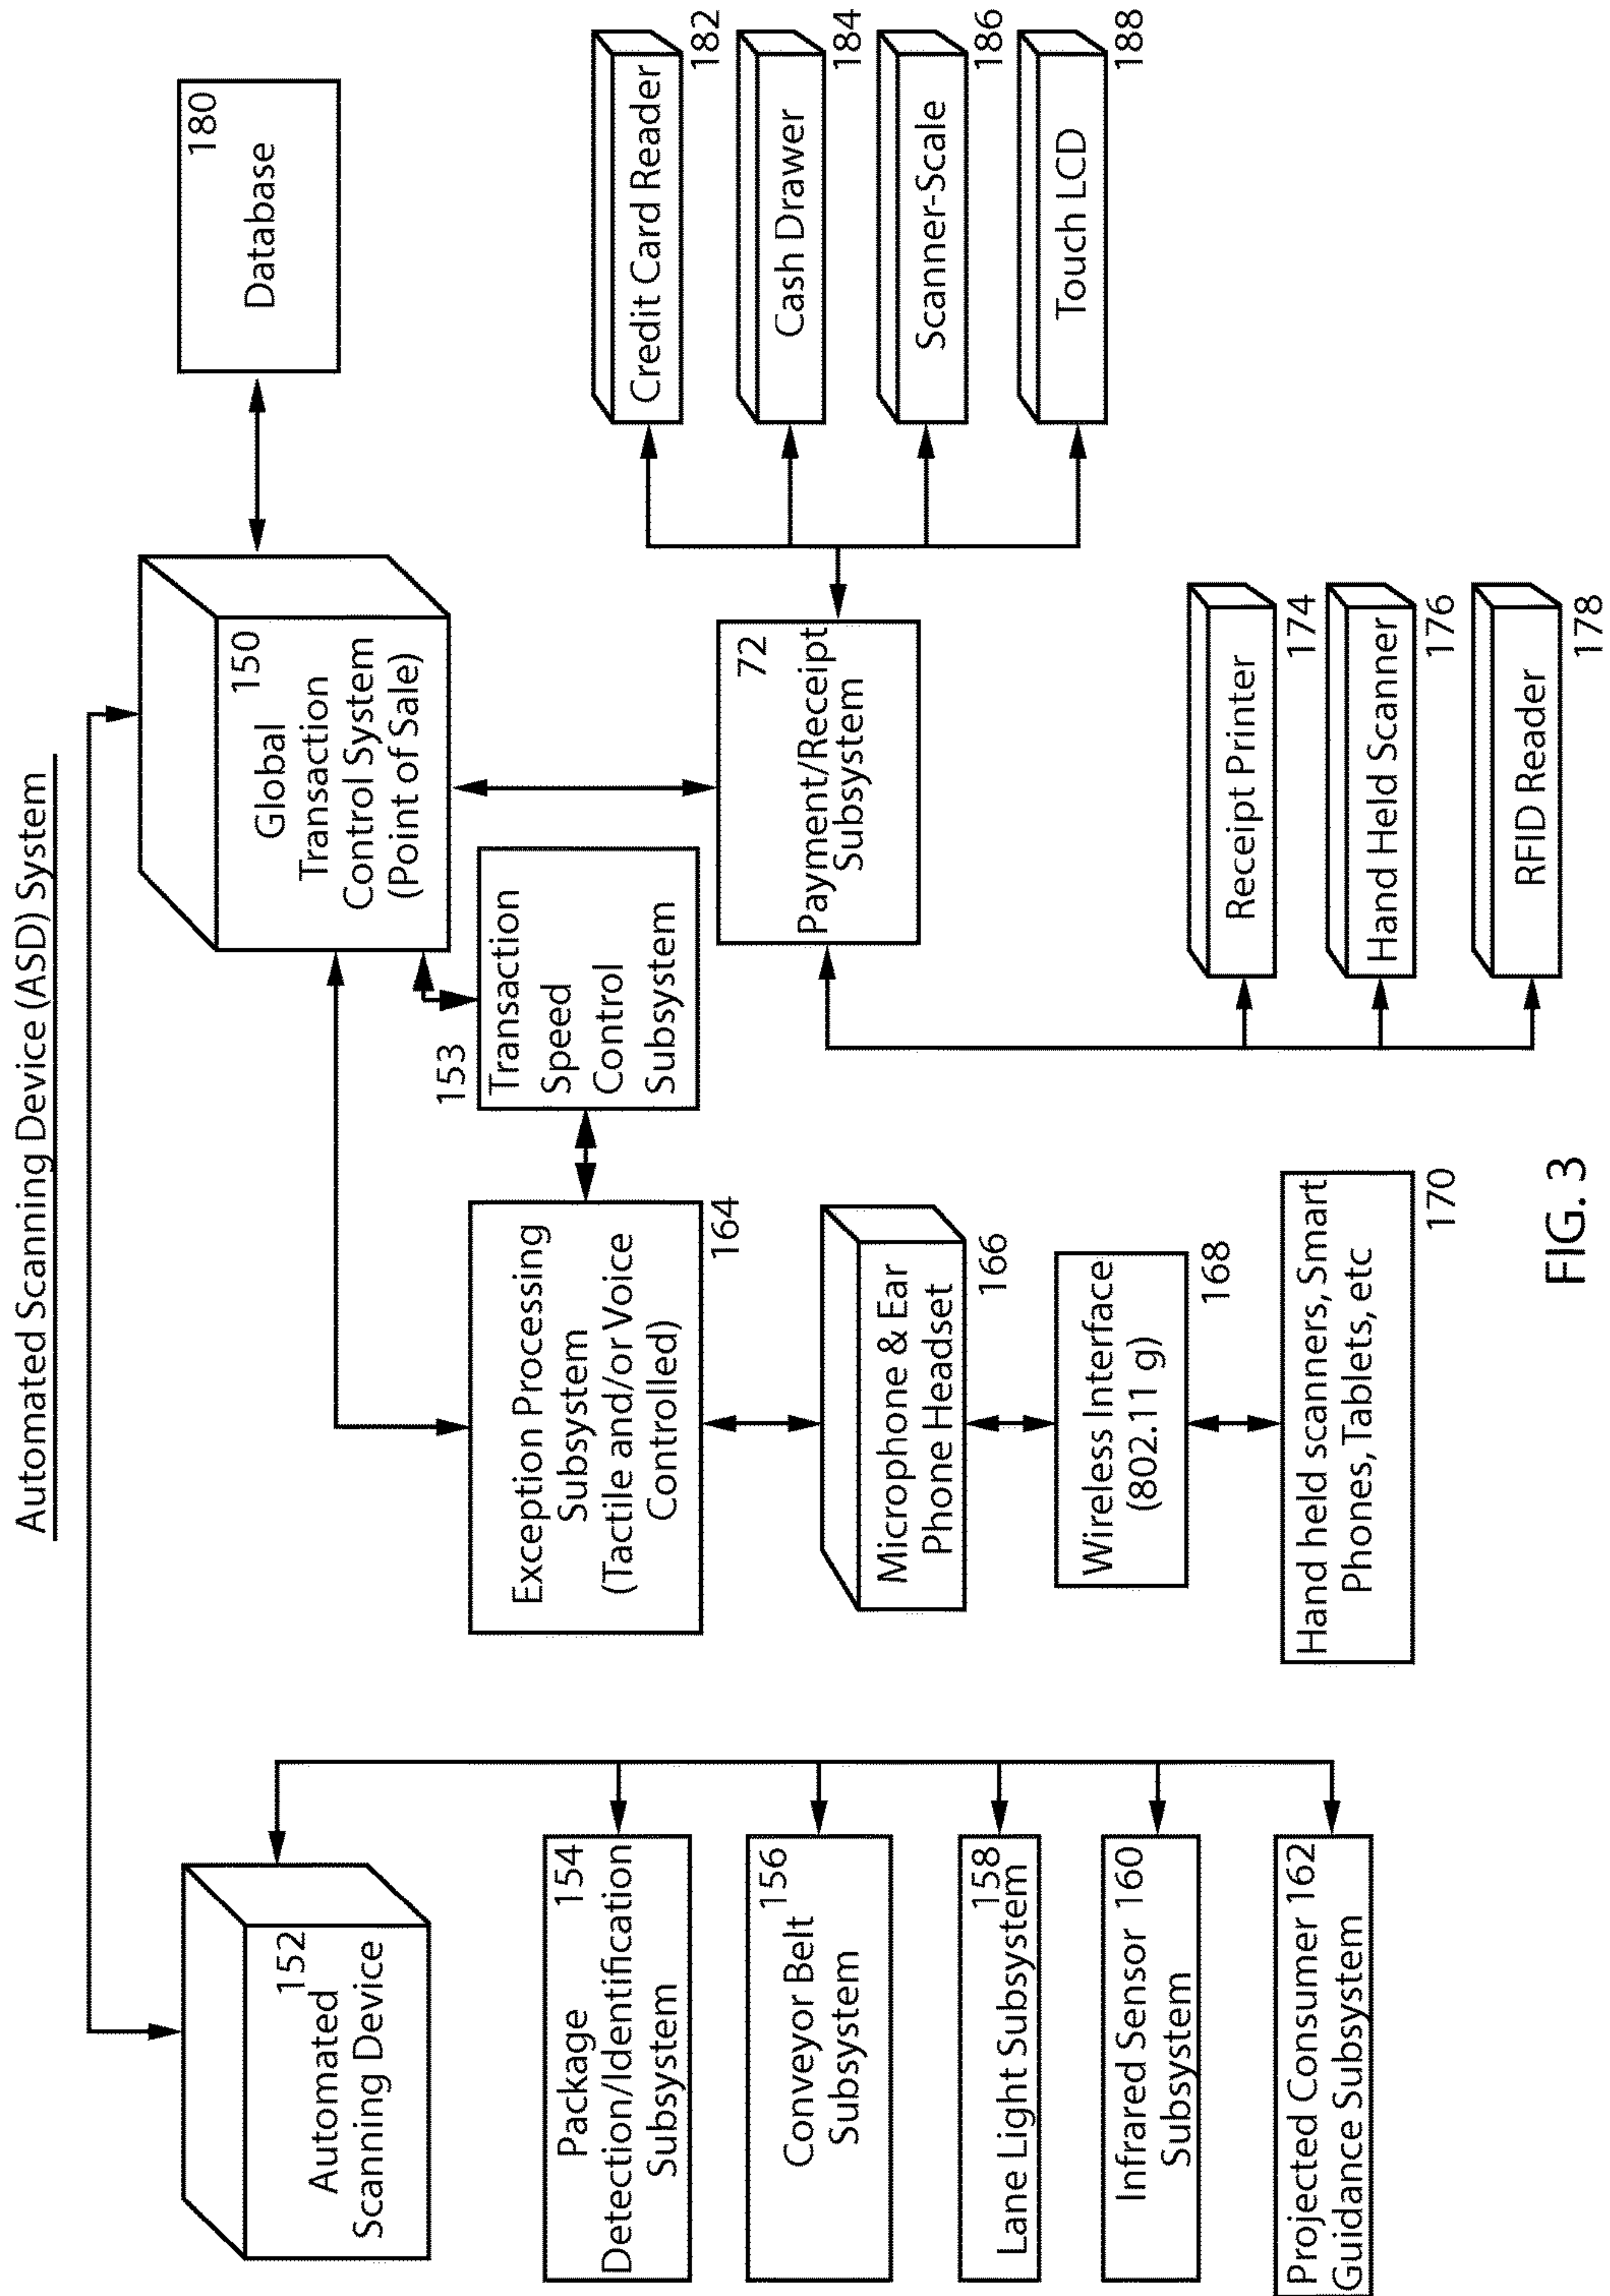 Automated Scanning Device (ASD) System
152
Automated
Scanning Device
154
Package
Detection/Identification
Subsystem
156
Conveyor Belt
Subsystem
158
Lane Light Subsystem
Infrared Sensor 160
Subsystem
Projected Consumer 162
Guidance Subsystem
Exception Processing
Subsystem
(Tactile and/or Voice
Controlled)
164
Microphone & Ear
Phone Headset
166
Wireless Interface
(802.11 g)
168
Hand held scanners, Smart
Phones, Tablets, etc
170
150
Global
Transaction
Control System
(Point of Sale)
153
Transaction
Speed
Control
Subsystem
72
Payment/Receipt
Subsystem
Receipt Printer
174
Hand Held Scanner
176
RFID Reader
178
180
Database
Credit Card Reader
182
Cash Drawer
184
Scanner-Scale
186
Touch LCD
188
FIG. 3